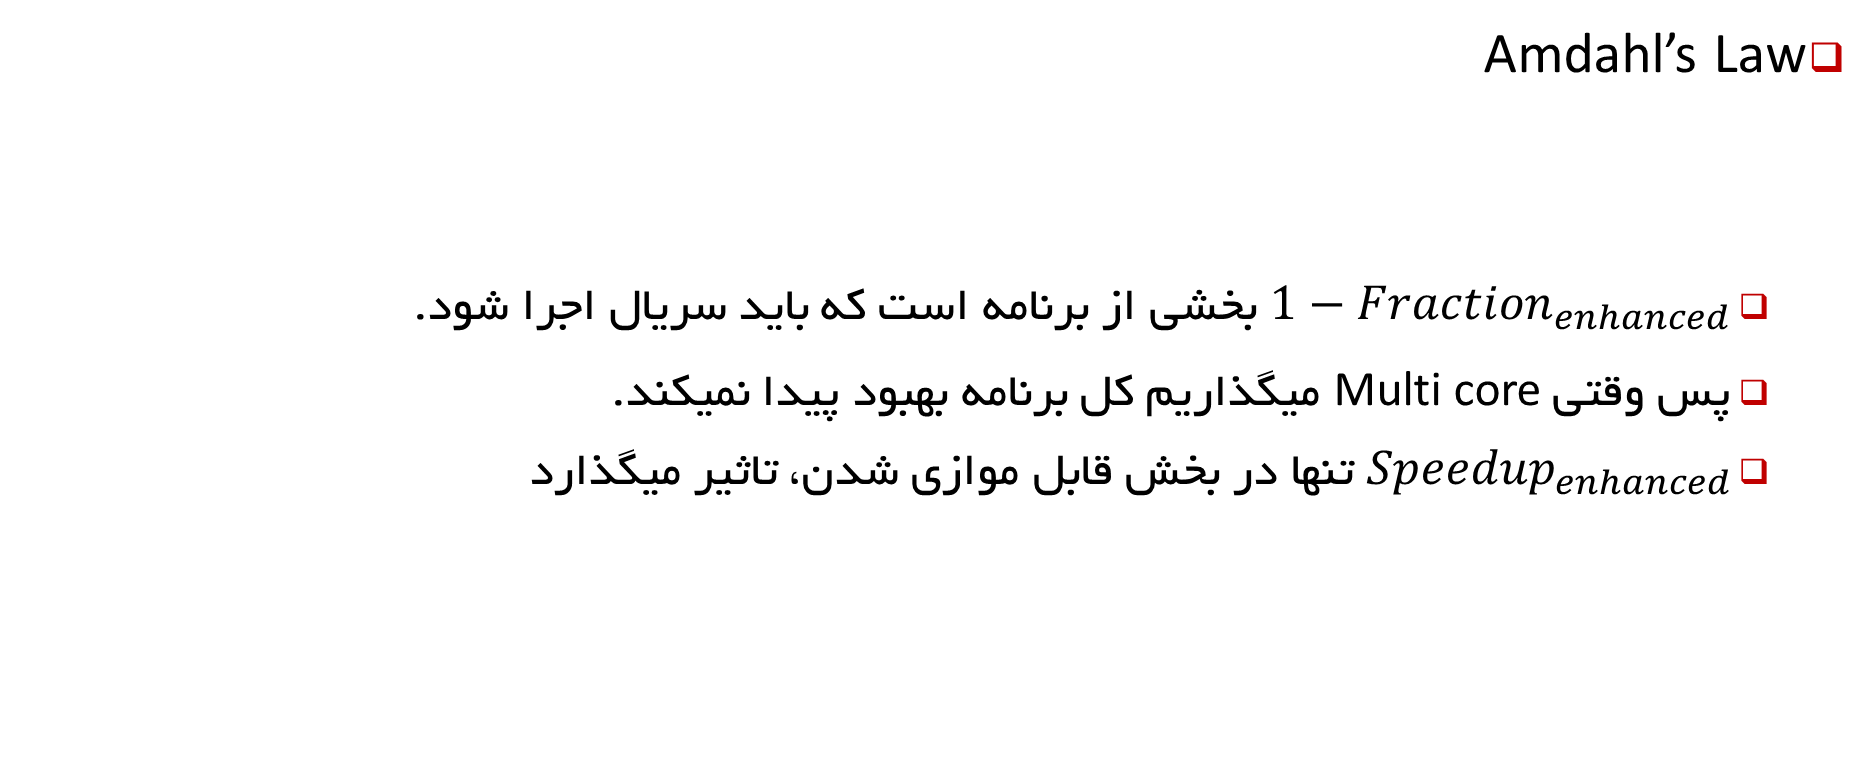 Amdahl’s Law
1 − Fraction_enhanced بخشی از برنامه است که باید سریال اجرا شود.
پس وقتی Multi core میگذاریم کل برنامه بهبود پیدا نمیکند.
Speedup_enhanced تنها در بخش قابل موازی شدن، تاثیر میگذارد